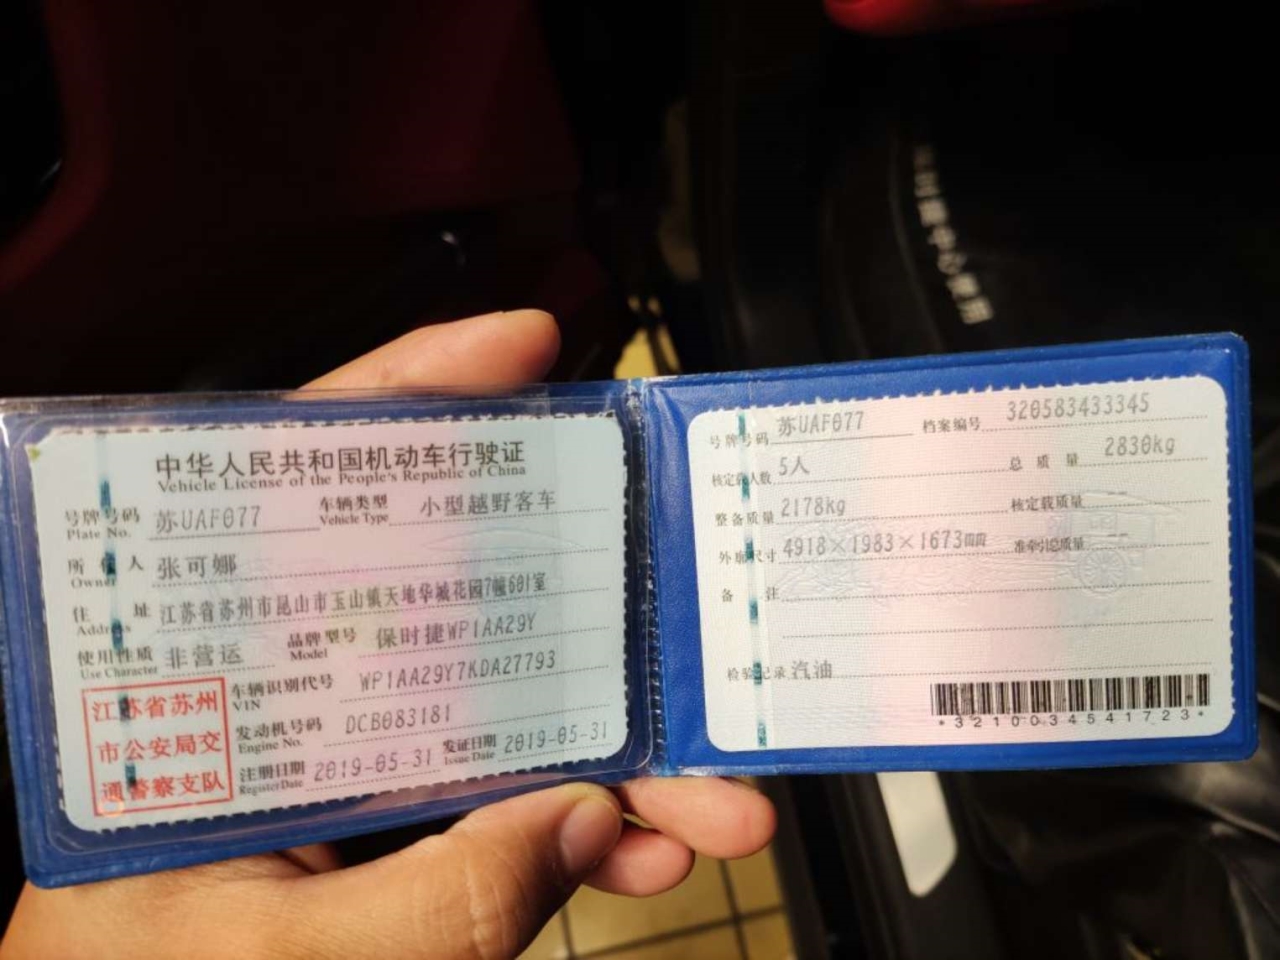 中华人民共和国机动车行驶证
Vehicle License of the People's Republic of China
号牌号码 苏UAF077 车辆类型 小型越野客车
Plate No. Vehicle Type
所有人 张可娜
Owner
住址 江苏省苏州市昆山市玉山镇天地华城花园7幢601室
Address
使用性质 非营运 品牌型号 保时捷WP1AA29Y
Use Character Model
车辆识别代号 WP1AA29Y7KDA27793
VIN
发动机号码 DCB083181
Engine No.
注册日期 2019-05-31 发证日期 2019-05-31
Register Date Issue Date
江苏省苏州
市公安局交
通警察支队
号牌号码 苏UAF077 档案编号 320583433345
核定载人数 5人 总质量 2830kg
整备质量 2178kg 核定载质量
外廓尺寸 4918×1983×1673mm 准牵引总质量
备注
检验记录 汽油
*3210034541723*